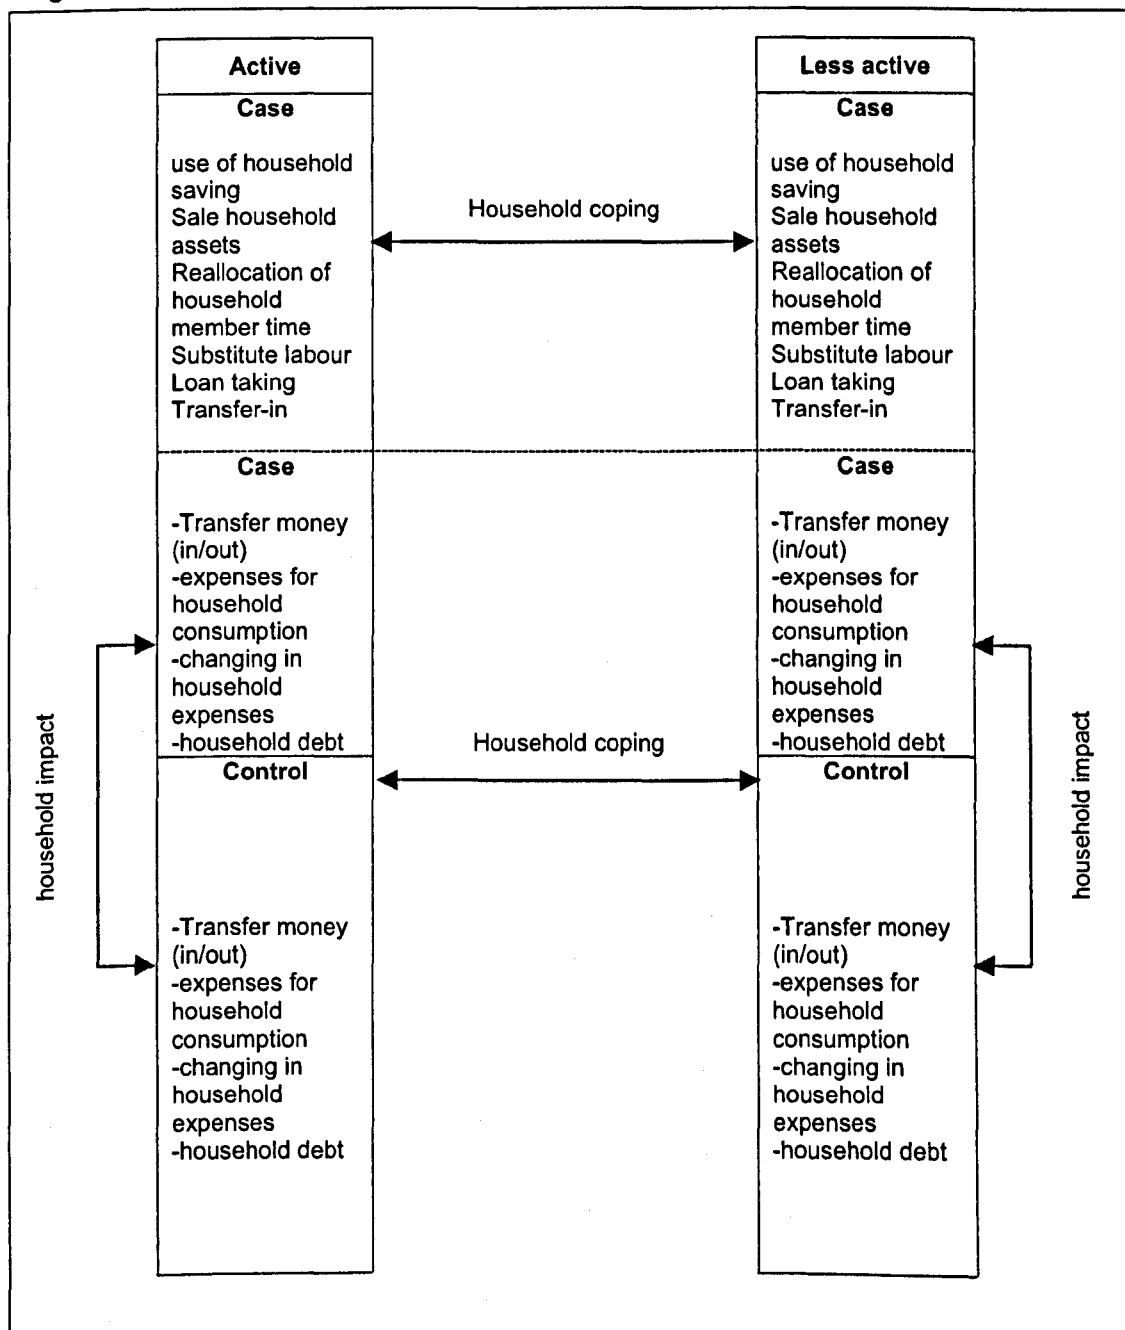 Active
Case
use of household
saving
Sale household
assets
Reallocation of
household
member time
Substitute labour
Loan taking
Transfer-in
Case
-Transfer money
(in/out)
-expenses for
household
consumption
-changing in
household
expenses
-household debt
Control
-Transfer money
(in/out)
-expenses for
household
consumption
-changing in
household
expenses
-household debt
Household coping
Household coping
Less active
Case
use of household
saving
Sale household
assets
Reallocation of
household
member time
Substitute labour
Loan taking
Transfer-in
Case
-Transfer money
(in/out)
-expenses for
household
consumption
-changing in
household
expenses
-household debt
Control
-Transfer money
(in/out)
-expenses for
household
consumption
-changing in
household
expenses
-household debt
household impact
household impact